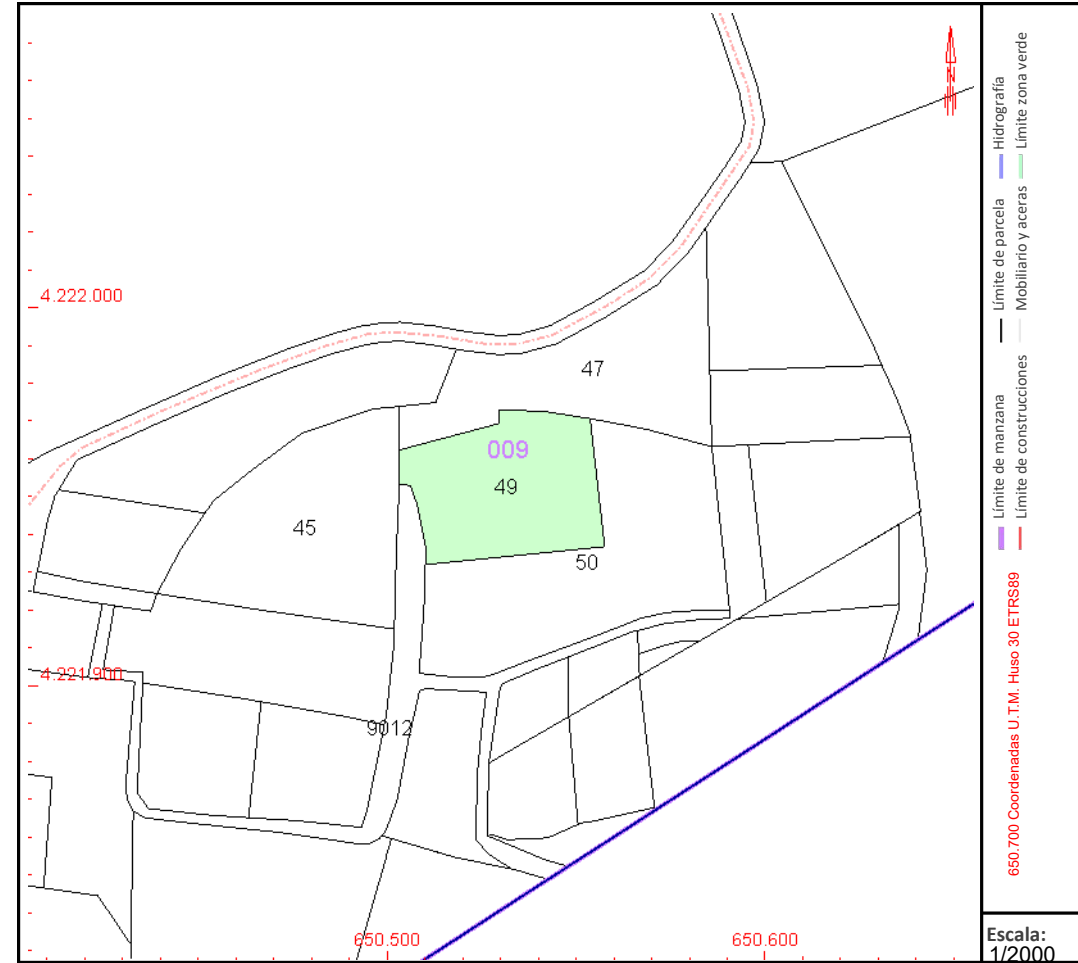 N
4.222.000
47
009
49
45
50
4.221.900
9012
650.500
650.600
Hidrografía
Límite zona verde
Límite de parcela
Mobiliario y aceras
Límite de manzana
Límite de construcciones
650.700 Coordenadas U.T.M. Huso 30 ETRS89
Escala:
1/2000